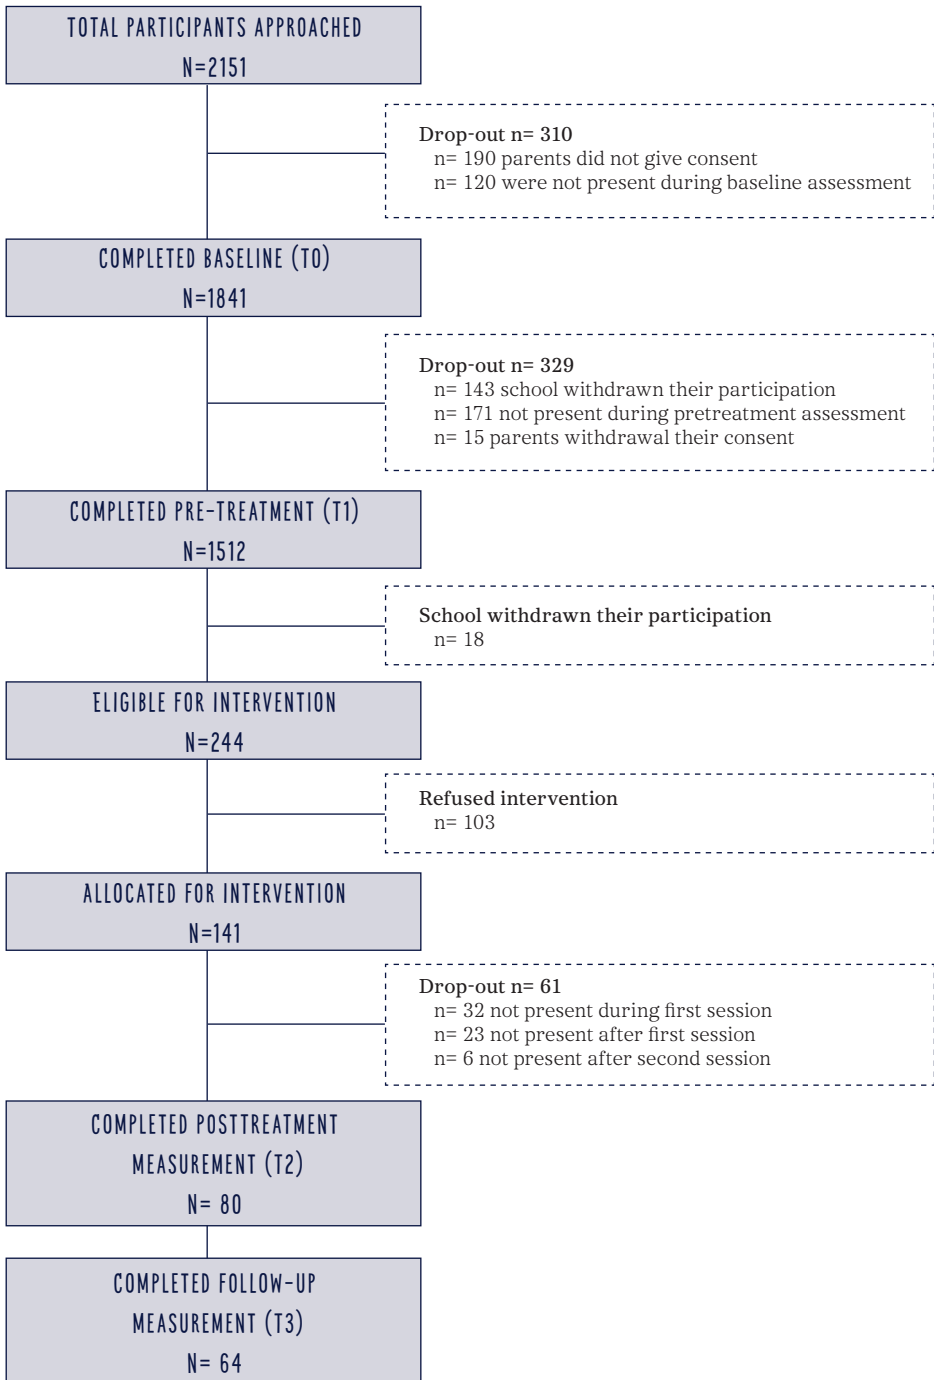 TOTAL PARTICIPANTS APPROACHED
N=2151
Drop-out n= 310
n= 190 parents did not give consent
n= 120 were not present during baseline assessment
COMPLETED BASELINE (T0)
N=1841
Drop-out n= 329
n= 143 school withdrawn their participation
n= 171 not present during pretreatment assessment
n= 15 parents withdrawal their consent
COMPLETED PRE-TREATMENT (T1)
N=1512
School withdrawn their participation
n= 18
ELIGIBLE FOR INTERVENTION
N=244
Refused intervention
n= 103
ALLOCATED FOR INTERVENTION
N=141
Drop-out n= 61
n= 32 not present during first session
n= 23 not present after first session
n= 6 not present after second session
COMPLETED POSTTREATMENT
MEASUREMENT (T2)
N= 80
COMPLETED FOLLOW-UP
MEASUREMENT (T3)
N= 64